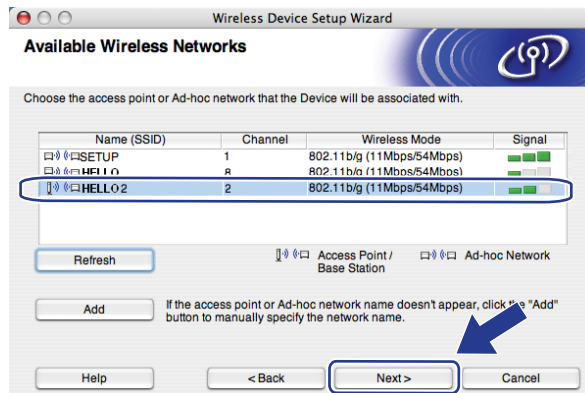 Wireless Device Setup Wizard
Available Wireless Networks
Choose the access point or Ad-hoc network that the Device will be associated with.
Name (SSID) Channel Wireless Mode Signal
SETUP 1 802.11b/g (11Mbps/54Mbps)
HELLO 8 802.11b/g (11Mbps/54Mbps)
HELLO2 2 802.11b/g (11Mbps/54Mbps)
Refresh
Access Point / Ad-hoc Network
Base Station
Add
If the access point or Ad-hoc network name doesn't appear, click the "Add"
button to manually specify the network name.
Help < Back Next > Cancel